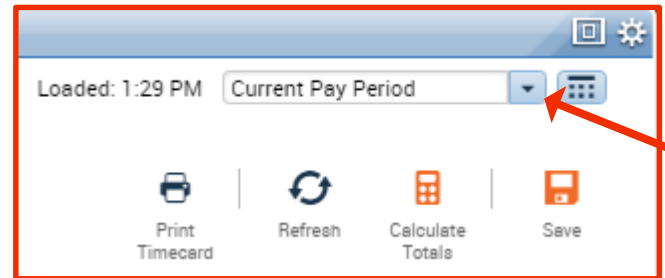 Loaded: 1:29 PM Current Pay Period
Print Timecard
Refresh
Calculate Totals
Save